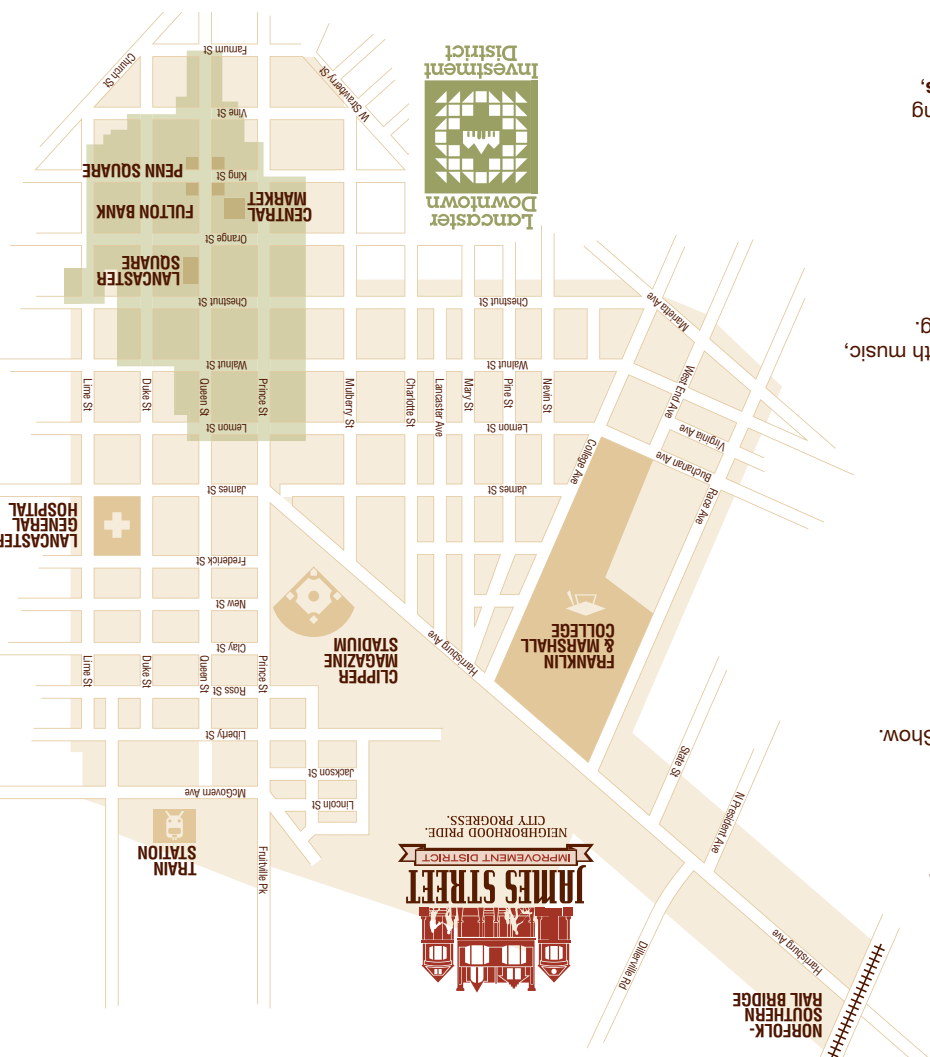 NORFOLK-
SOUTHERN
RAIL BRIDGE
Harrisburg Ave
Dillerville Rd
JAMES STREET
IMPROVEMENT DISTRICT
NEIGHBORHOOD PRIDE.
CITY PROGRESS.
Fruitville Pk
TRAIN
STATION
N President Ave
State St
Lincoln St
McGovern Ave
Jackson St
Show.
Liberty St
Ross St
Prince St
Queen St
Duke St
Lime St
FRANKLIN
& MARSHALL
COLLEGE
Harrisburg Ave
CLIPPER
MAGAZINE
STADIUM
Clay St
New St
Frederick St
LANCASTER
GENERAL
HOSPITAL
Race Ave
College Ave
James St
James St
Buchanan Ave
Virginia Ave
West End Ave
Lemon St
Lemon St
Nevin St
Pine St
Mary St
Lancaster Ave
Charlotte St
Mulberry St
Prince St
Queen St
Duke St
Lime St
Walnut St
Walnut St
th music,
g.
Marietta Ave
Chestnut St
Chestnut St
LANCASTER
SQUARE
Orange St
CENTRAL
MARKET
FULTON BANK
King St
PENN SQUARE
Lancaster
Downtown
Investment
District
Vine St
W Strawberry St
Farnum St
Church St
ng
s,